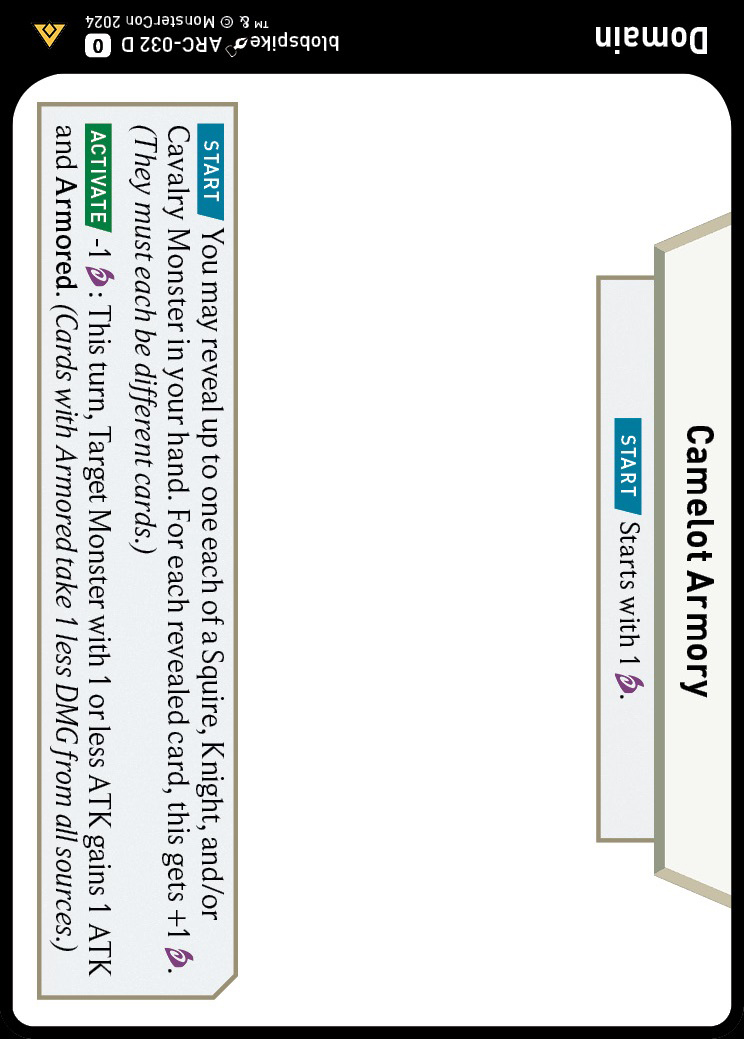 Camelot Armory
START Starts with 1 .
START You may reveal up to one each of a Squire, Knight, and/or
Cavalry Monster in your hand. For each revealed card, this gets +1 .
(They must each be different cards.)
ACTIVATE -1 : This turn, Target Monster with 1 or less ATK gains 1 ATK
and Armored. (Cards with Armored take 1 less DMG from all sources.)
Domain
blobspike ARC-032 D 0
™ & © MonsterCon 2024